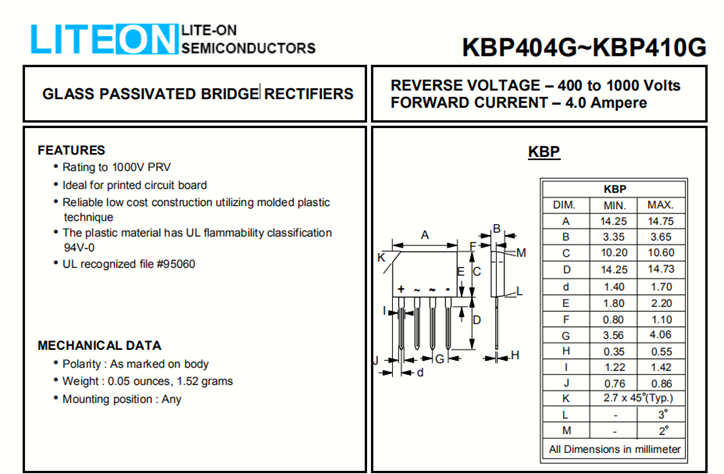 LITEON LITE-ON
SEMICONDUCTORS
KBP404G~KBP410G
GLASS PASSIVATED BRIDGE RECTIFIERS
REVERSE VOLTAGE – 400 to 1000 Volts
FORWARD CURRENT – 4.0 Ampere
FEATURES
• Rating to 1000V PRV
• Ideal for printed circuit board
• Reliable low cost construction utilizing molded plastic
technique
• The plastic material has UL flammability classification
94V-0
• UL recognized file #95060
MECHANICAL DATA
• Polarity : As marked on body
• Weight : 0.05 ounces, 1.52 grams
• Mounting position : Any
KBP
A
B
F
K
M
E
C
+ ~ ~ -
L
I
D
J
G
H
d
KBP
DIM. MIN. MAX.
A 14.25 14.75
B 3.35 3.65
C 10.20 10.60
D 14.25 14.73
d 1.40 1.70
E 1.80 2.20
F 0.80 1.10
G 3.56 4.06
H 0.35 0.55
I 1.22 1.42
J 0.76 0.86
K 2.7 x 45°(Typ.)
L - 3°
M - 2°
All Dimensions in millimeter